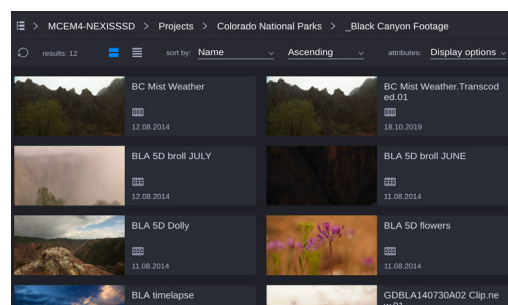 > MCEM4-NEXISSSD > Projects > Colorado National Parks > _Black Canyon Footage
results: 12 sort by: Name Ascending attributes: Display options
BC Mist Weather
12.08.2014
BC Mist Weather.Transcod
ed.01
18.10.2019
BLA 5D broll JULY
12.08.2014
BLA 5D broll JUNE
11.08.2014
BLA 5D Dolly
11.08.2014
BLA 5D flowers
11.08.2014
BLA timelapse
GDBLA140730A02 Clip.ne
w.01